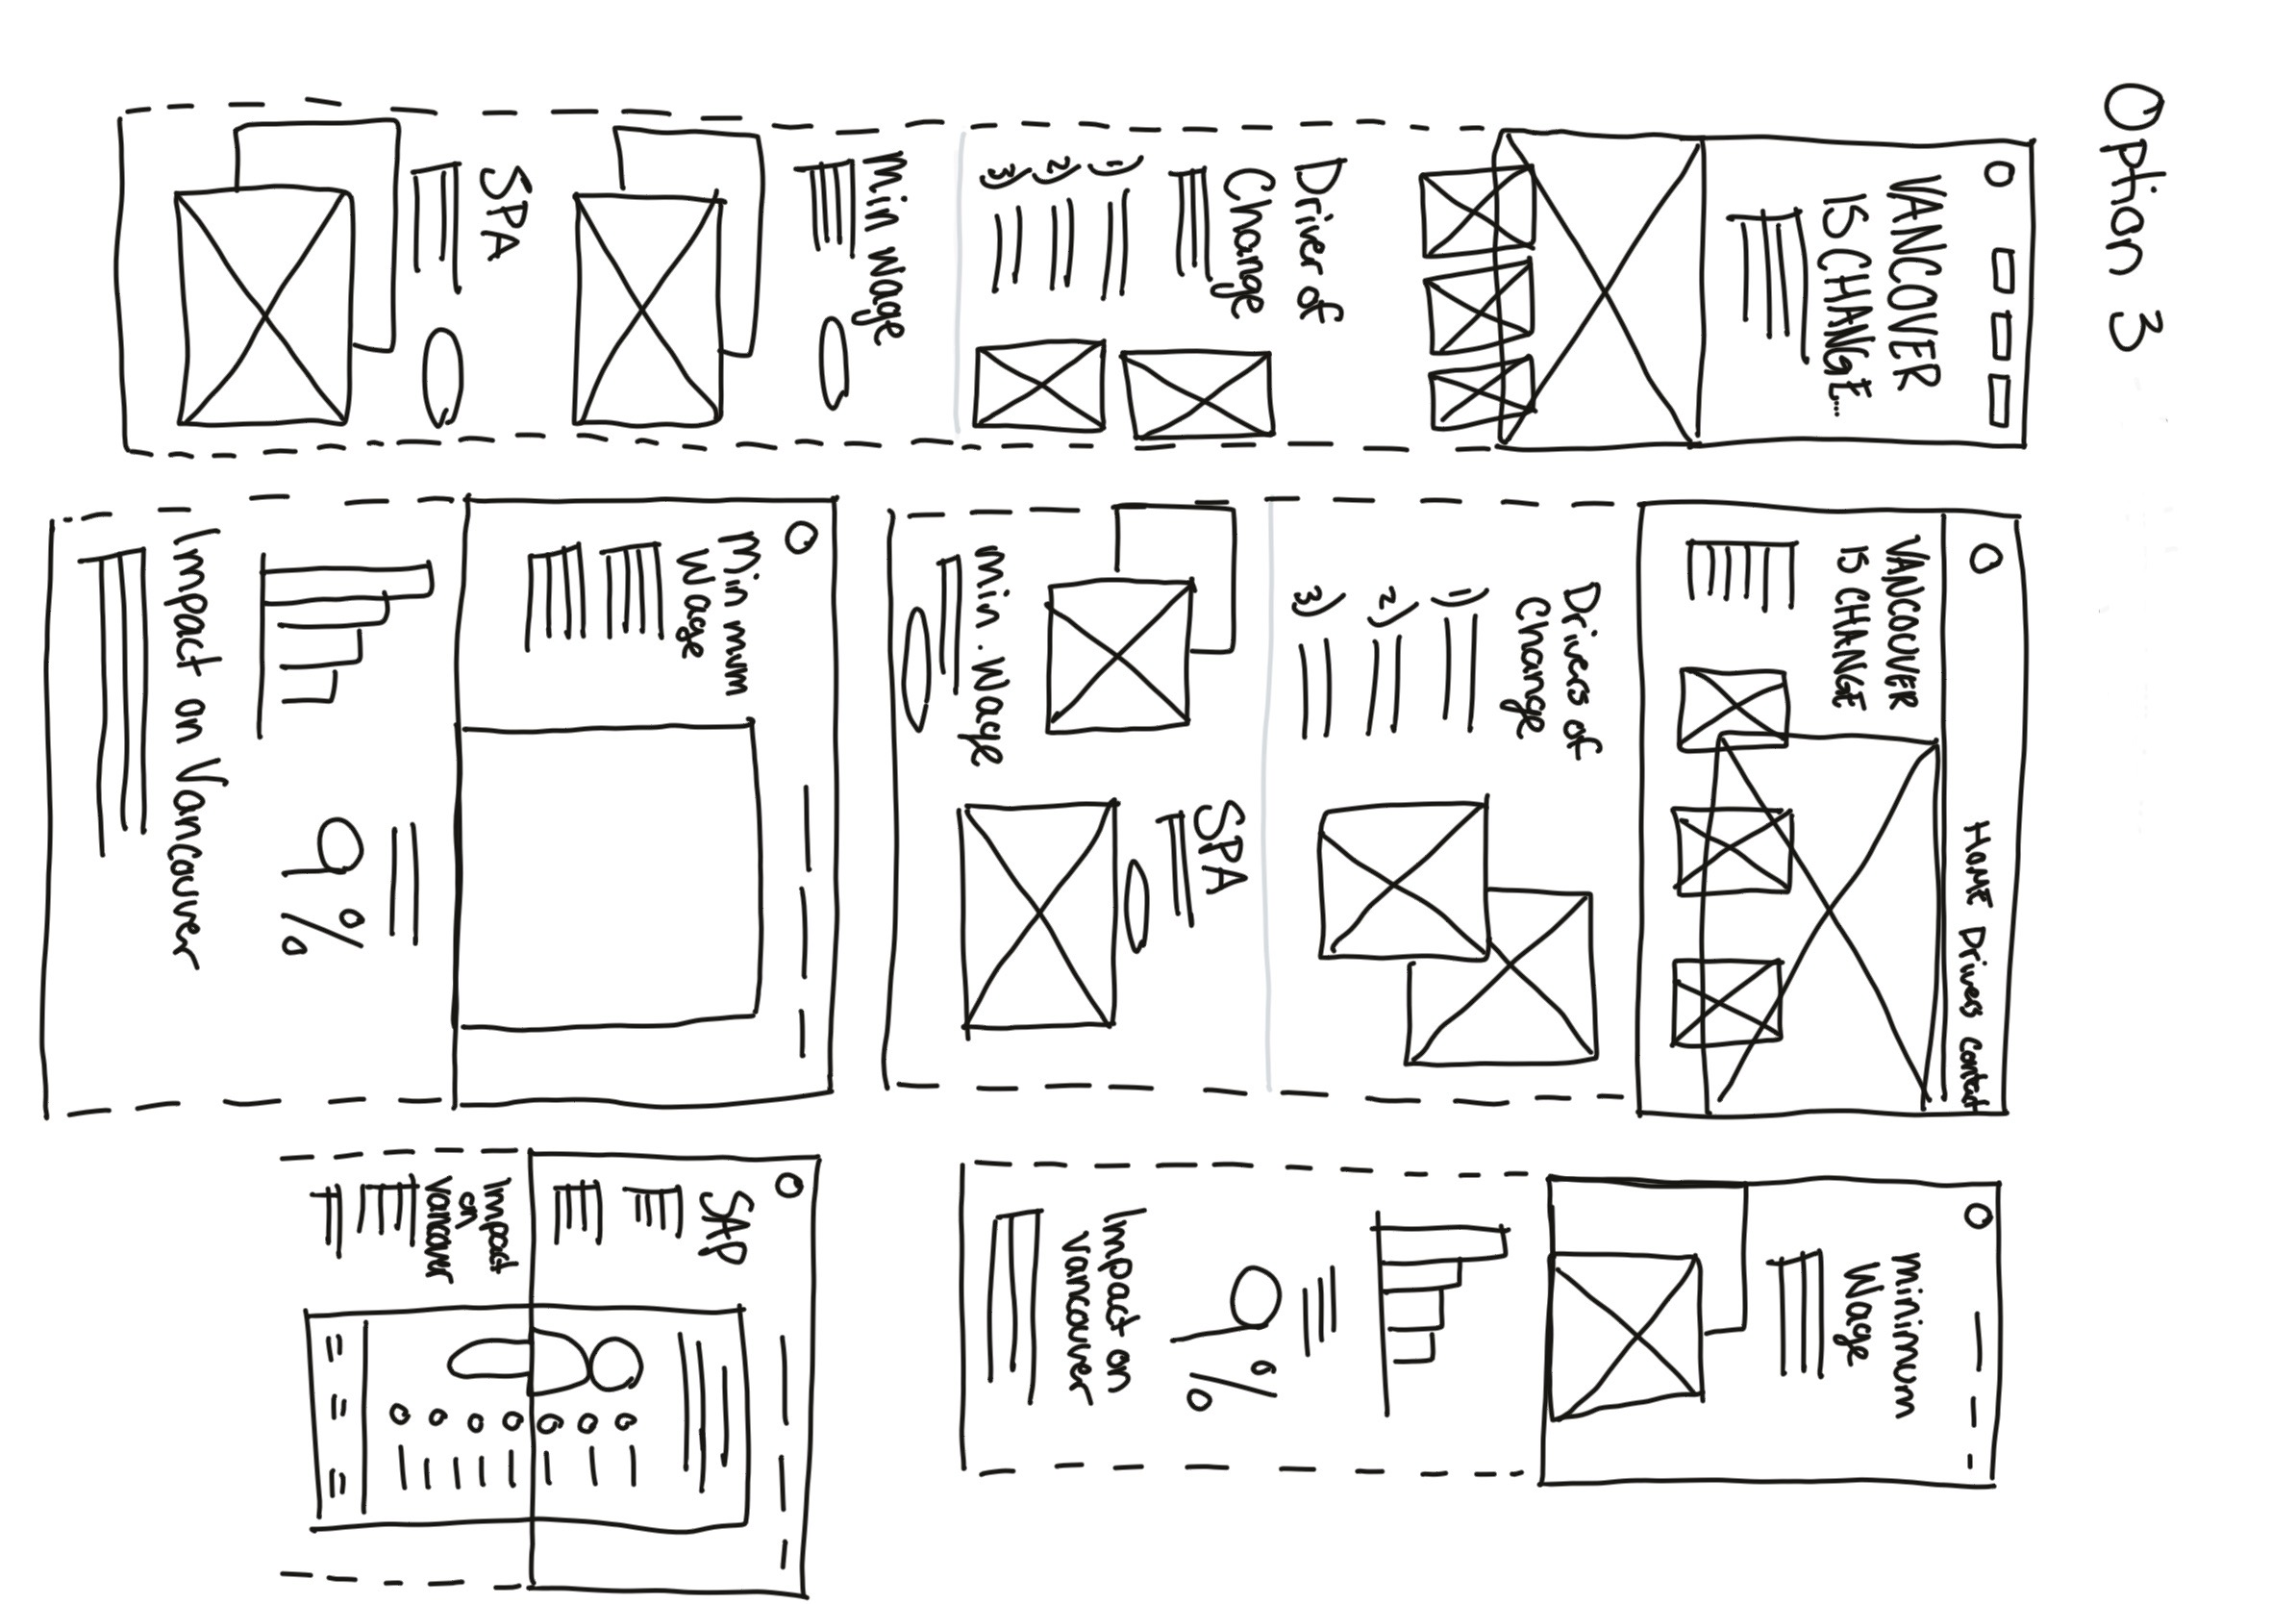 Option 3
VANCOVER
IS CHANGE...
Driver of
Change
1)
2)
3)
Min wage
SPA
HOME Drivers Contact
VANCOUVER
IS CHANGE
Drivers of
Change
1)
2)
3)
SPA
Min. Wage
Minimum
Wage
9%
Impact on
Vancouver
Min mum
Wage
9%
Impact on Vancouver
SAP
Impact
on
Vancouver